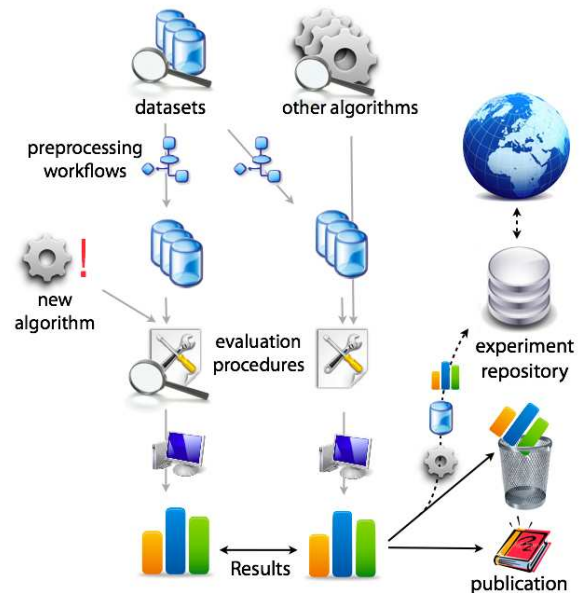 datasets
other algorithms
preprocessing
workflows
!
new
algorithm
evaluation
procedures
experiment
repository
Results
publication